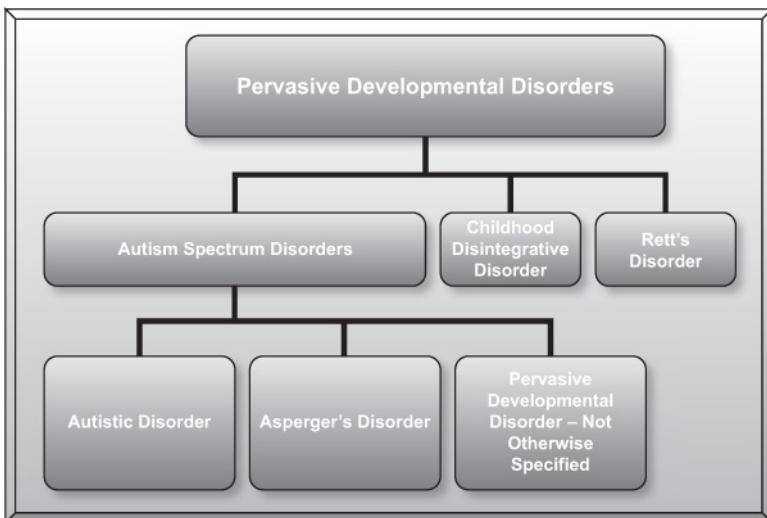 Pervasive Developmental Disorders
Autism Spectrum Disorders
Childhood
Disintegrative
Disorder
Rett's
Disorder
Autistic Disorder
Asperger's Disorder
Pervasive
Developmental
Disorder – Not
Otherwise
Specified